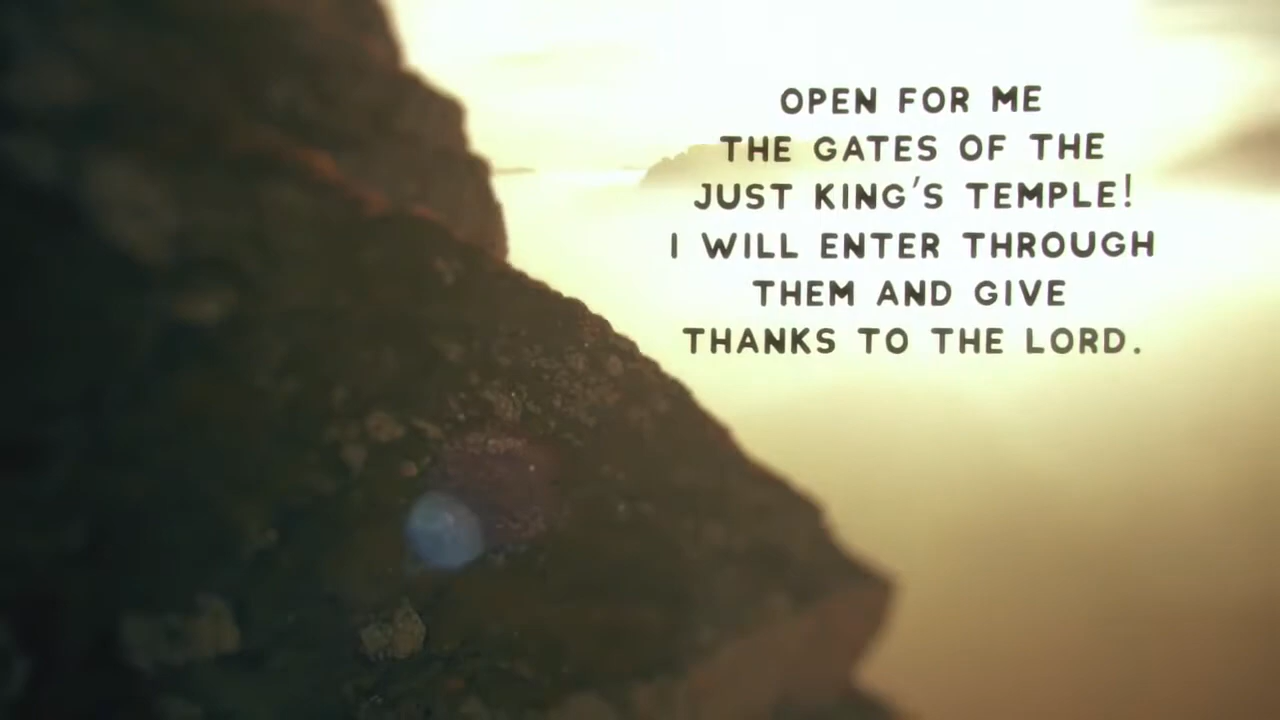 OPEN FOR ME
THE GATES OF THE
JUST KING'S TEMPLE!
I WILL ENTER THROUGH
THEM AND GIVE
THANKS TO THE LORD.